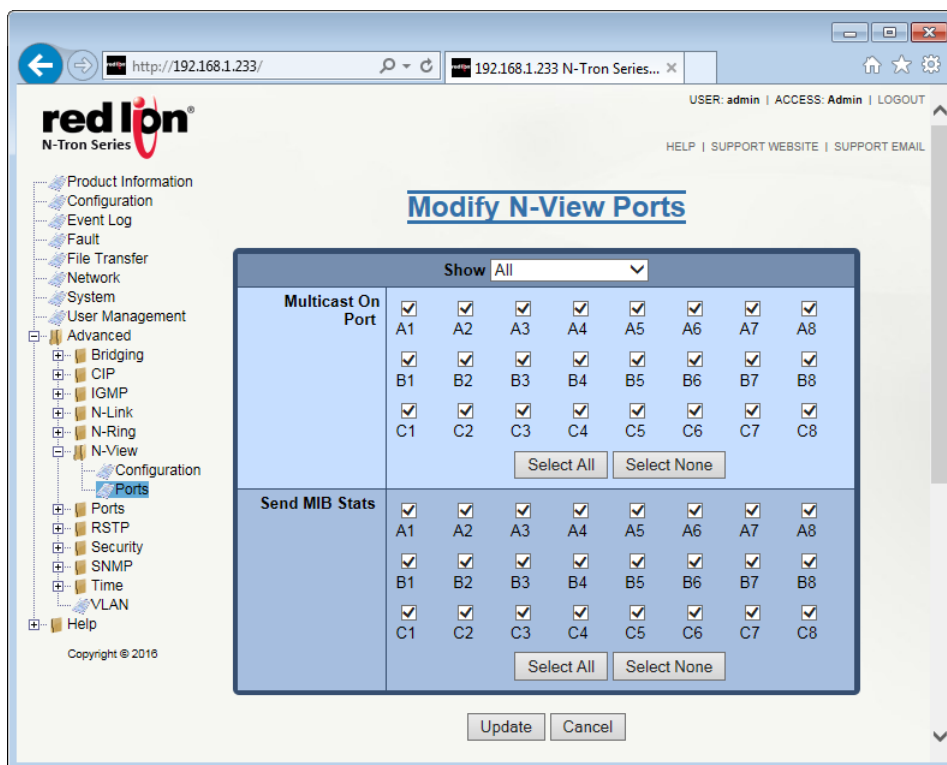 http://192.168.1.233/
192.168.1.233 N-Tron Series...
USER: admin | ACCESS: Admin | LOGOUT
red lion®
N-Tron Series
HELP | SUPPORT WEBSITE | SUPPORT EMAIL
Product Information
Configuration
Event Log
Fault
File Transfer
Network
System
User Management
Advanced
Bridging
CIP
IGMP
N-Link
N-Ring
N-View
Configuration
Ports
Ports
RSTP
Security
SNMP
Time
VLAN
Help
Copyright © 2016
Modify N-View Ports
Show All
Multicast On Port
A1 A2 A3 A4 A5 A6 A7 A8
B1 B2 B3 B4 B5 B6 B7 B8
C1 C2 C3 C4 C5 C6 C7 C8
Select All Select None
Send MIB Stats
A1 A2 A3 A4 A5 A6 A7 A8
B1 B2 B3 B4 B5 B6 B7 B8
C1 C2 C3 C4 C5 C6 C7 C8
Select All Select None
Update Cancel